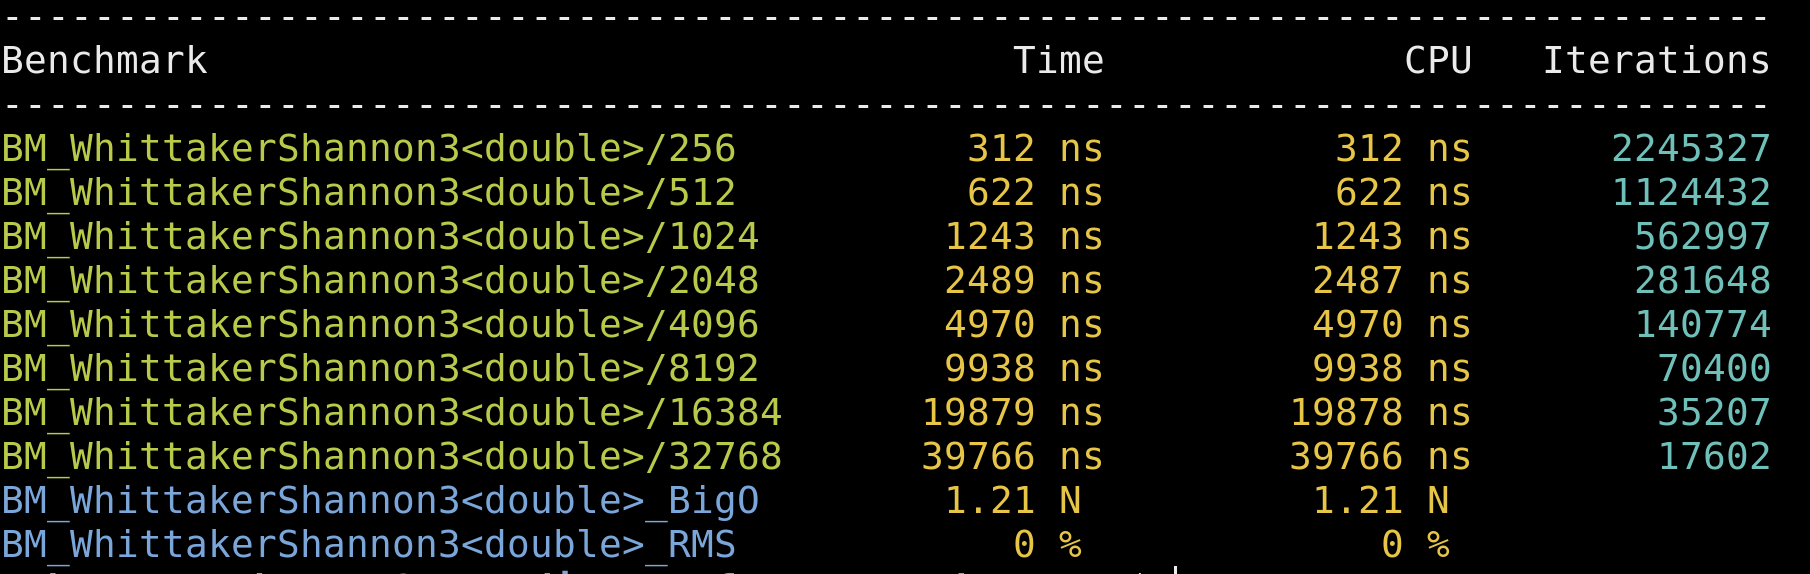 -----------------------------------------------------------------------------
Benchmark                                   Time             CPU   Iterations
-----------------------------------------------------------------------------
BM_WhittakerShannon3<double>/256          312 ns          312 ns      2245327
BM_WhittakerShannon3<double>/512          622 ns          622 ns      1124432
BM_WhittakerShannon3<double>/1024        1243 ns         1243 ns       562997
BM_WhittakerShannon3<double>/2048        2489 ns         2487 ns       281648
BM_WhittakerShannon3<double>/4096        4970 ns         4970 ns       140774
BM_WhittakerShannon3<double>/8192        9938 ns         9938 ns        70400
BM_WhittakerShannon3<double>/16384      19879 ns        19878 ns        35207
BM_WhittakerShannon3<double>/32768      39766 ns        39766 ns        17602
BM_WhittakerShannon3<double>_BigO        1.21 N          1.21 N
BM_WhittakerShannon3<double>_RMS            0 %             0 %